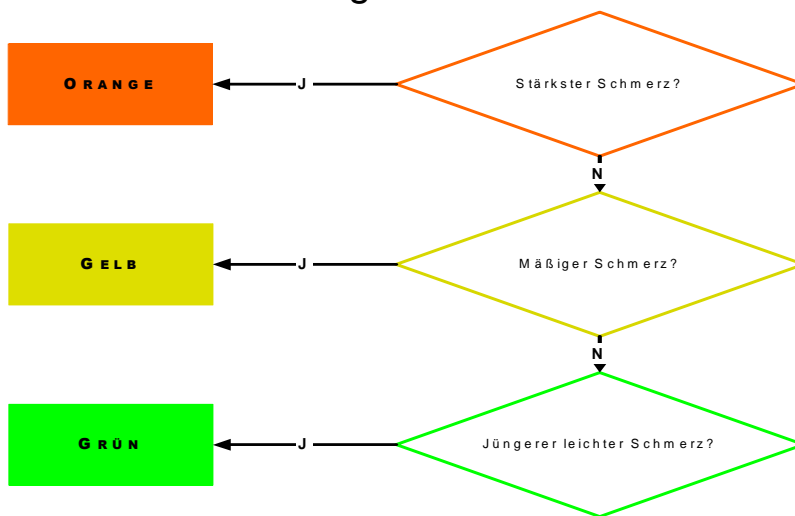 ORANGE
J
Stärkster Schmerz?
N
GELB
J
Mäßiger Schmerz?
N
GRÜN
J
Jüngerer leichter Schmerz?